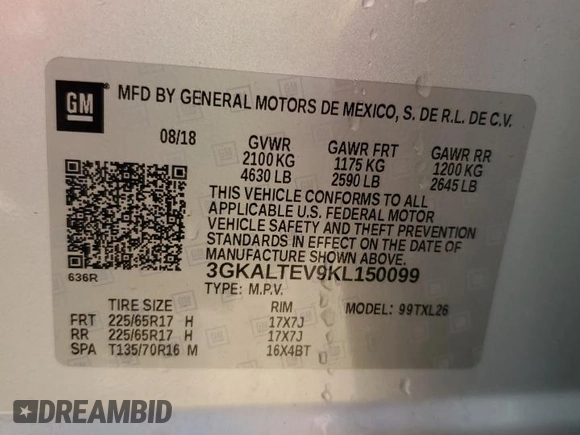 GM MFD BY GENERAL MOTORS DE MEXICO, S. DE R.L. DE C.V.
08/18 GVWR GAWR FRT GAWR RR
2100 KG 1175 KG 1200 KG
4630 LB 2590 LB 2645 LB
THIS VEHICLE CONFORMS TO ALL
APPLICABLE U.S. FEDERAL MOTOR
VEHICLE SAFETY AND THEFT PREVENTION
STANDARDS IN EFFECT ON THE DATE OF
MANUFACTURE SHOWN ABOVE.
636R 3GKALTEV9KL150099
TYPE: M.P.V. MODEL: 99TXL26
TIRE SIZE RIM
FRT 225/65R17 H 17X7J
RR 225/65R17 H 17X7J
SPA T135/70R16 M 16X4BT
DREAMBID